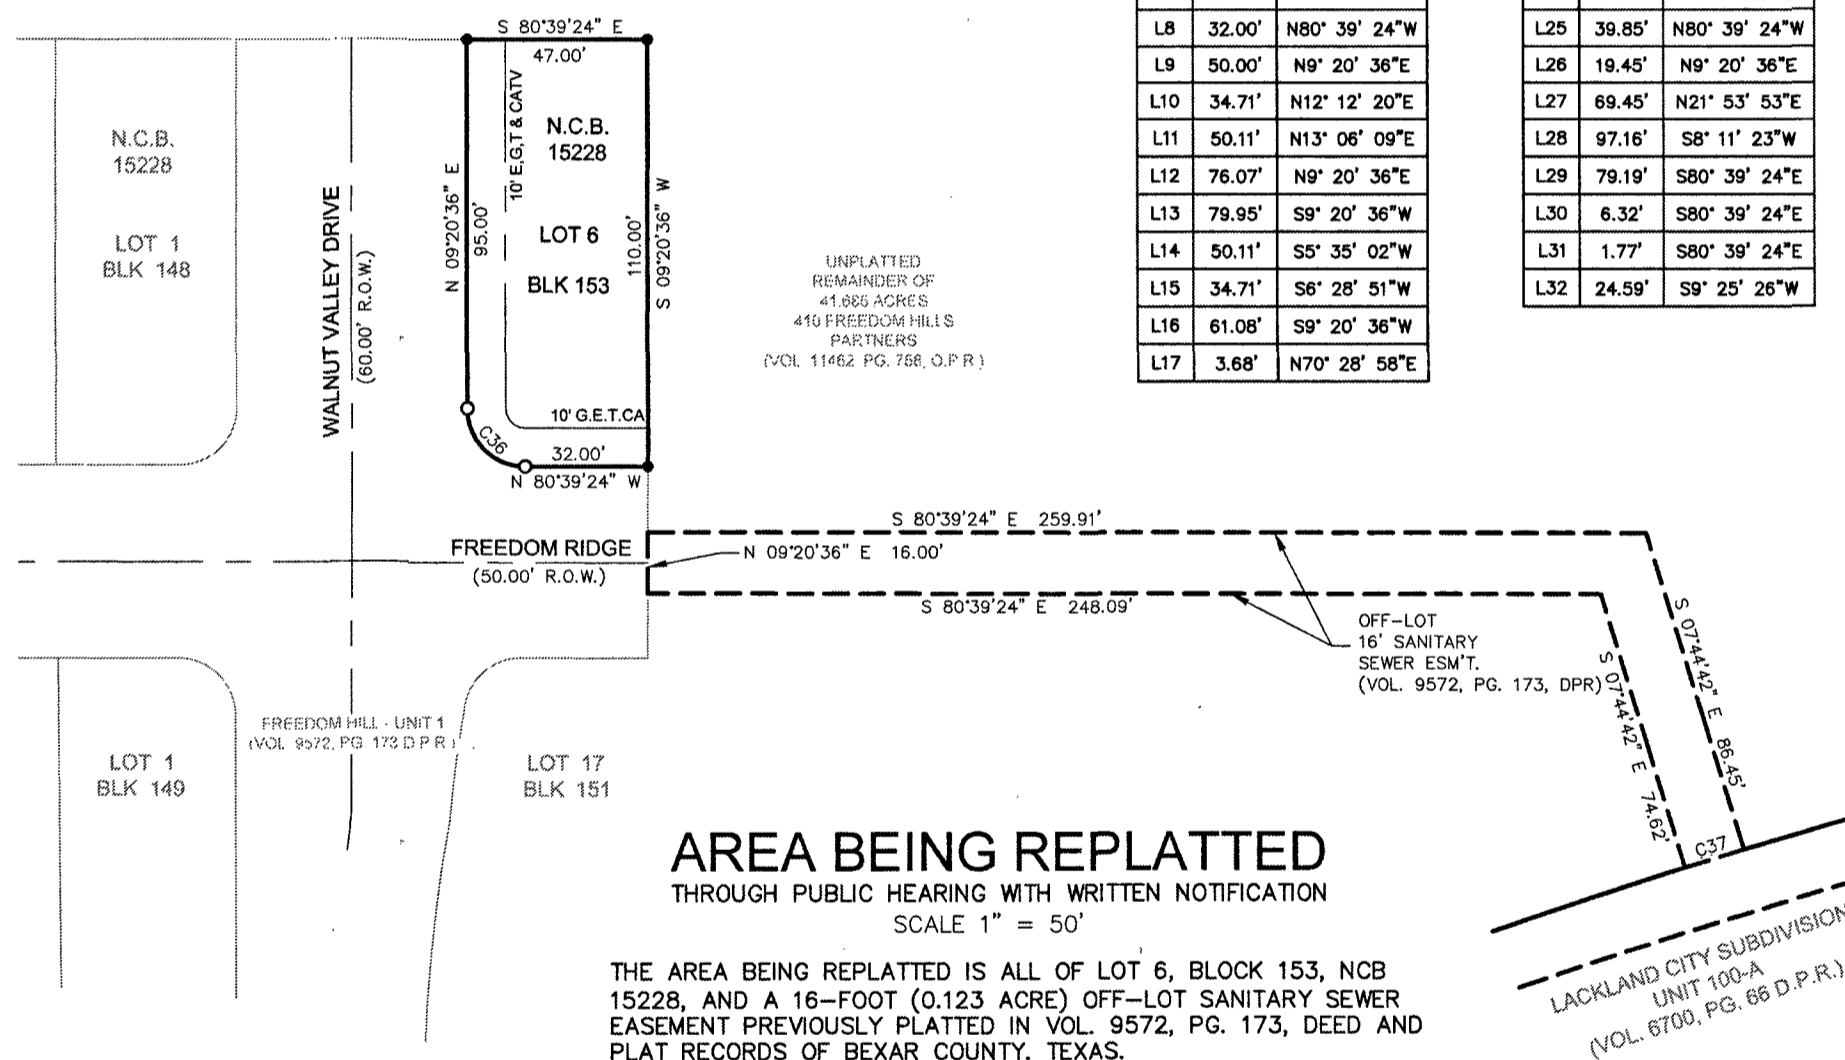 S 80°39'24" E
47.00'
N 09°20'36" E
95.00'
10' E,G,T & CATV
N.C.B.
15228
LOT 6
BLK 153
110.00'
S 09°20'36" W
10' G.E.T.CA
C36
32.00'
N 80°39'24" W
N.C.B.
15228
LOT 1
BLK 148
WALNUT VALLEY DRIVE
(60.00' R.O.W.)
UNPLATTED
REMAINDER OF
41.685 ACRES
410 FREEDOM HILLS
PARTNERS
(VOL. 11462 PG. 758, O.P.R.)
L8 32.00' N80° 39' 24"W
L9 50.00' N9° 20' 36"E
L10 34.71' N12° 12' 20"E
L11 50.11' N13° 06' 09"E
L12 76.07' N9° 20' 36"E
L13 79.95' S9° 20' 36"W
L14 50.11' S5° 35' 02"W
L15 34.71' S6° 28' 51"W
L16 61.08' S9° 20' 36"W
L17 3.68' N70° 28' 58"E
L25 39.85' N80° 39' 24"W
L26 19.45' N9° 20' 36"E
L27 69.45' N21° 53' 53"E
L28 97.16' S8° 11' 23"W
L29 79.19' S80° 39' 24"E
L30 6.32' S80° 39' 24"E
L31 1.77' S80° 39' 24"E
L32 24.59' S9° 25' 26"W
FREEDOM RIDGE
(50.00' R.O.W.)
S 80°39'24" E 259.91'
N 09°20'36" E 16.00'
S 80°39'24" E 248.09'
OFF-LOT
16' SANITARY
SEWER ESM'T.
(VOL. 9572, PG. 173, DPR)
S 07°44'42" E 86.45'
S 07°44'42" E 74.62'
C37
FREEDOM HILL - UNIT 1
(VOL. 9572, PG. 173 D.P.R.)
LOT 1
BLK 149
LOT 17
BLK 151
AREA BEING REPLATTED
THROUGH PUBLIC HEARING WITH WRITTEN NOTIFICATION
SCALE 1" = 50'
THE AREA BEING REPLATTED IS ALL OF LOT 6, BLOCK 153, NCB
15228, AND A 16-FOOT (0.123 ACRE) OFF-LOT SANITARY SEWER
EASEMENT PREVIOUSLY PLATTED IN VOL. 9572, PG. 173, DEED AND
PLAT RECORDS OF BEXAR COUNTY, TEXAS.
LACKLAND CITY SUBDIVISION
UNIT 100-A
(VOL. 6700, PG. 66 D.P.R.)